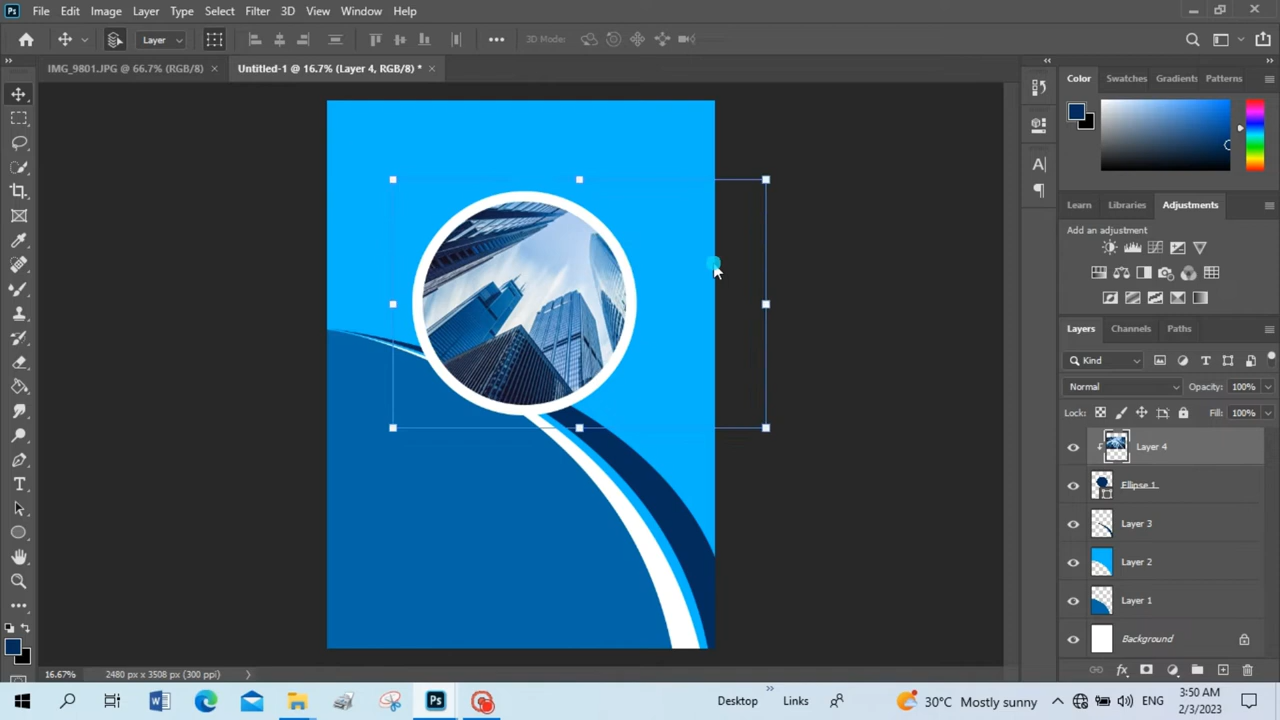 Ps File Edit Image Layer Type Select Filter 3D View Window Help
Layer 3D Mode:
IMG_9801.JPG @ 66.7% (RGB/8) × Untitled-1 @ 16.7% (Layer 4, RGB/8) * ×
Color Swatches Gradients Patterns
Learn Libraries Adjustments
Add an adjustment
Layers Channels Paths
Kind
Normal Opacity: 100%
Lock: Fill: 100%
Layer 4
Ellipse 1
Layer 3
Layer 2
Layer 1
Background
16.67% 2480 px x 3508 px (300 ppi)
Desktop Links 30°C Mostly sunny ENG 3:50 AM
2/3/2023